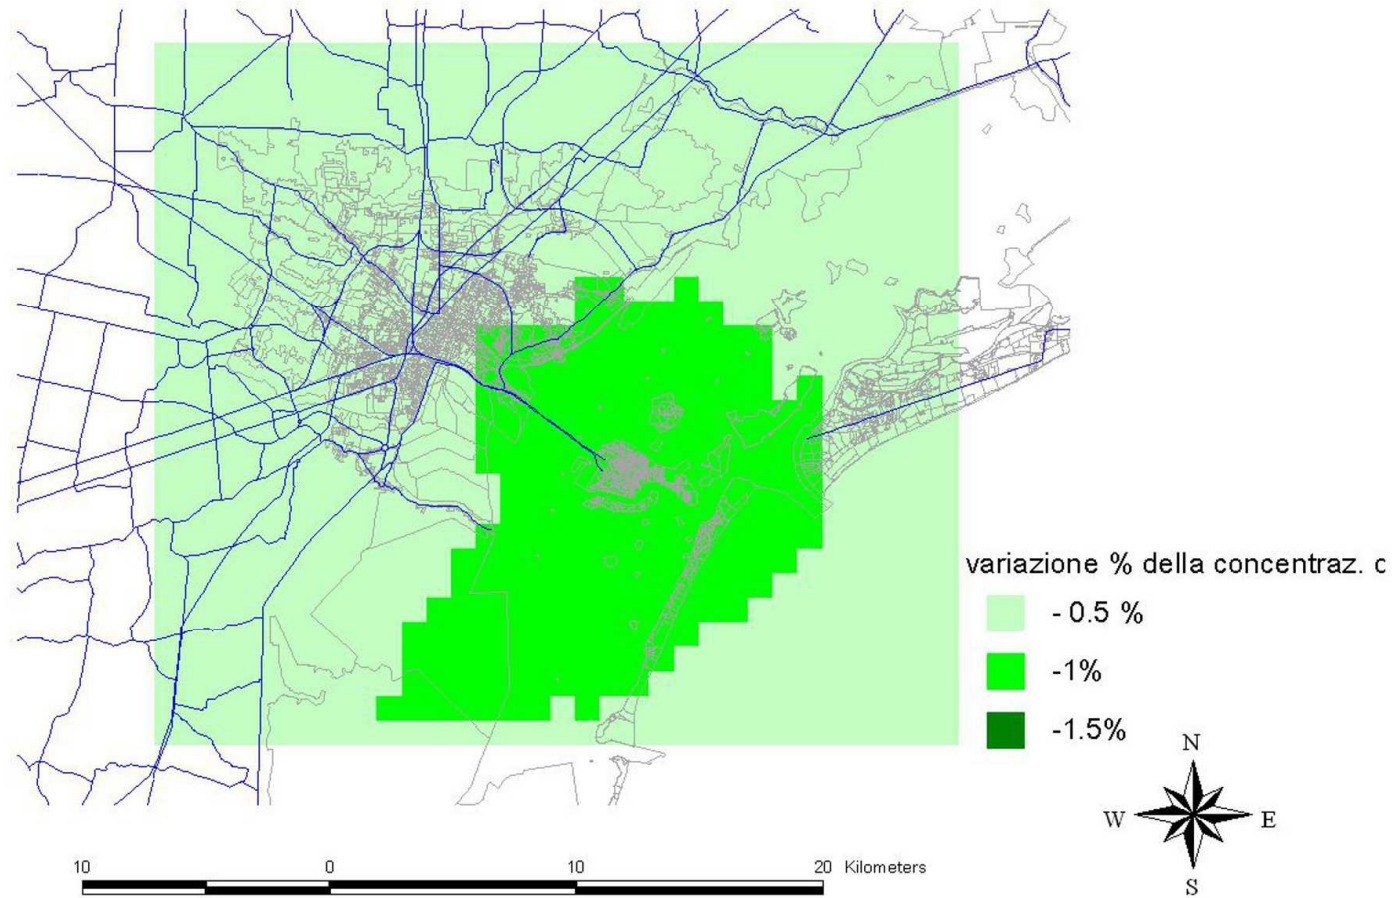 variazione % della concentraz. c
- 0.5 %
-1%
-1.5%
N
W E
S
10 0 10 20 Kilometers